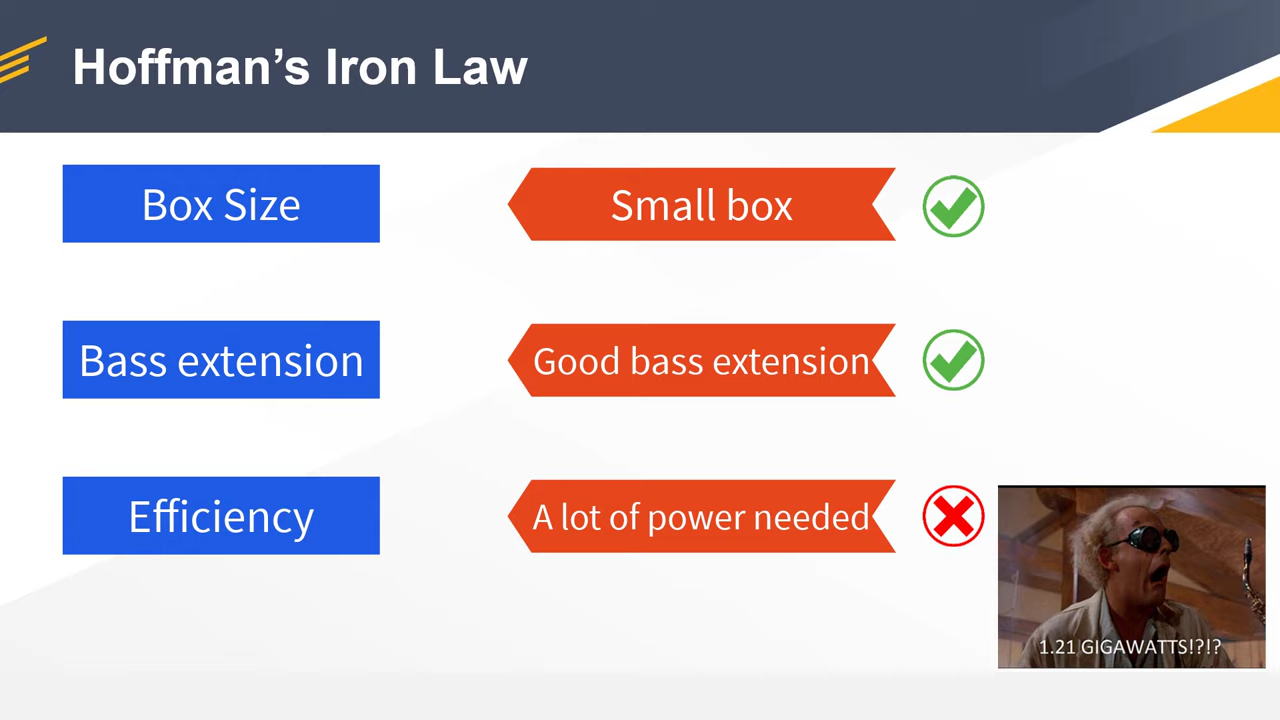 Hoffman’s Iron Law
Box Size
Small box
Bass extension
Good bass extension
Efficiency
A lot of power needed
1.21 GIGAWATTS!?!?